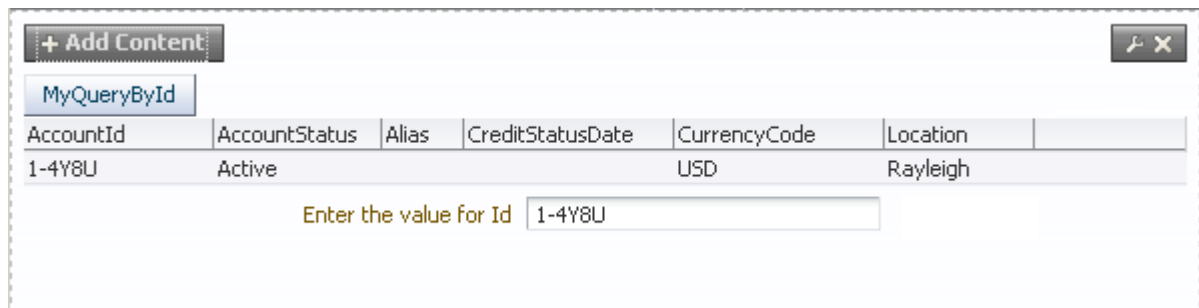 + Add Content
MyQueryById
AccountId AccountStatus Alias CreditStatusDate CurrencyCode Location
1-4Y8U Active USD Rayleigh
Enter the value for Id 1-4Y8U